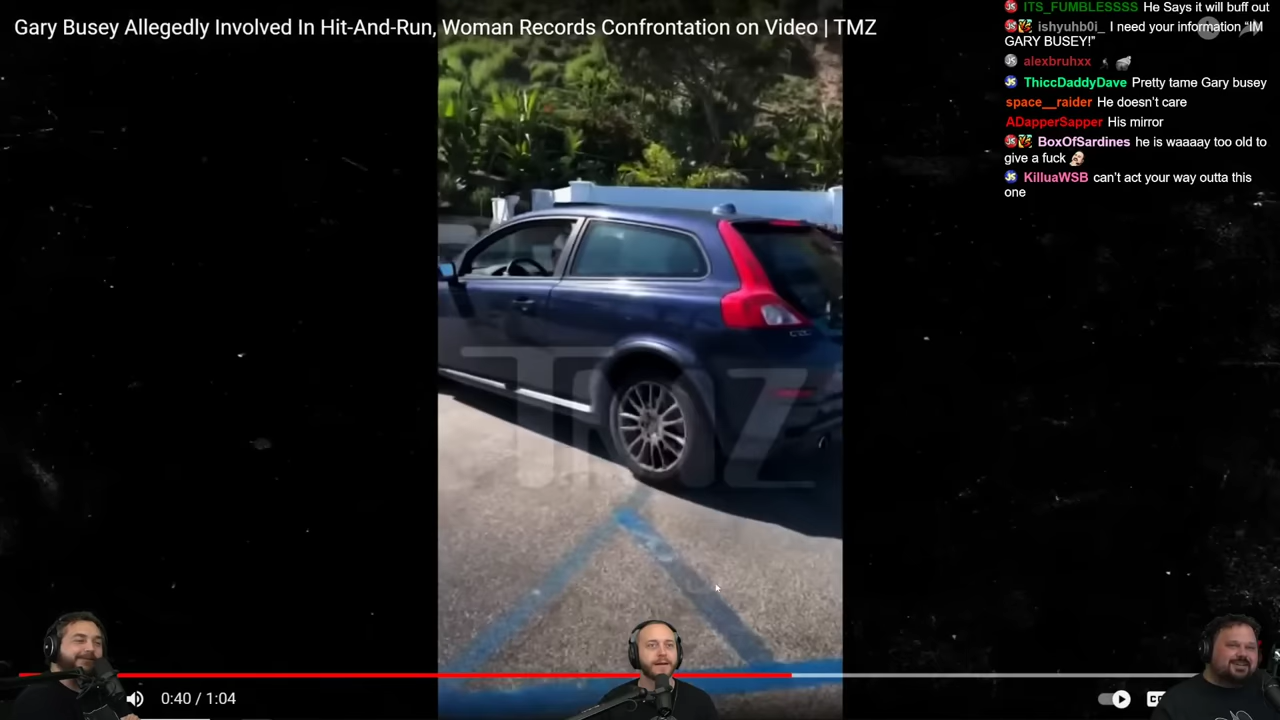 Gary Busey Allegedly Involved In Hit-And-Run, Woman Records Confrontation on Video | TMZ
ITS_FUMBLESSSS He Says it will buff out
ishyuhb0i_ I need your information "IM
GARY BUSEY!"
alexbruhxx
ThiccDaddyDave Pretty tame Gary busey
space__raider He doesn't care
ADapperSapper His mirror
BoxOfSardines he is waaaay too old to
give a fuck
KilluaWSB can't act your way outta this
one
TMZ
0:40 / 1:04